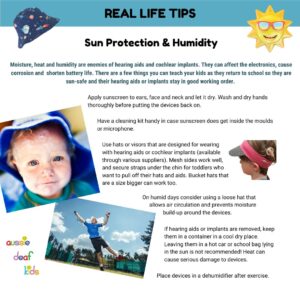 REAL LIFE TIPS
Sun Protection & Humidity
Moisture, heat and humidity are enemies of hearing aids and cochlear implants. They can affect the electronics, cause
corrosion and shorten battery life. There are a few things you can teach your kids as they return to school so they are
sun-safe and their hearing aids or implants stay in good working order.
Apply sunscreen to ears, face and neck and let it dry. Wash and dry hands
thoroughly before putting the devices back on.
Have a cleaning kit handy in case sunscreen does get inside the moulds
or microphone.
Use hats or visors that are designed for wearing
with hearing aids or cochlear implants (available
through various suppliers). Mesh sides work well,
and secure straps under the chin for toddlers who
want to pull off their hats and aids. Bucket hats that
are a size bigger can work too.
On humid days consider using a loose hat that
allows air circulation and prevents moisture
build-up around the devices.
If hearing aids or implants are removed, keep
them in a container in a cool dry place.
Leaving them in a hot car or school bag lying
in the sun is not recommended! Heat can
cause serious damage to devices.
Place devices in a dehumidifier after exercise.
aussie
deaf
kids